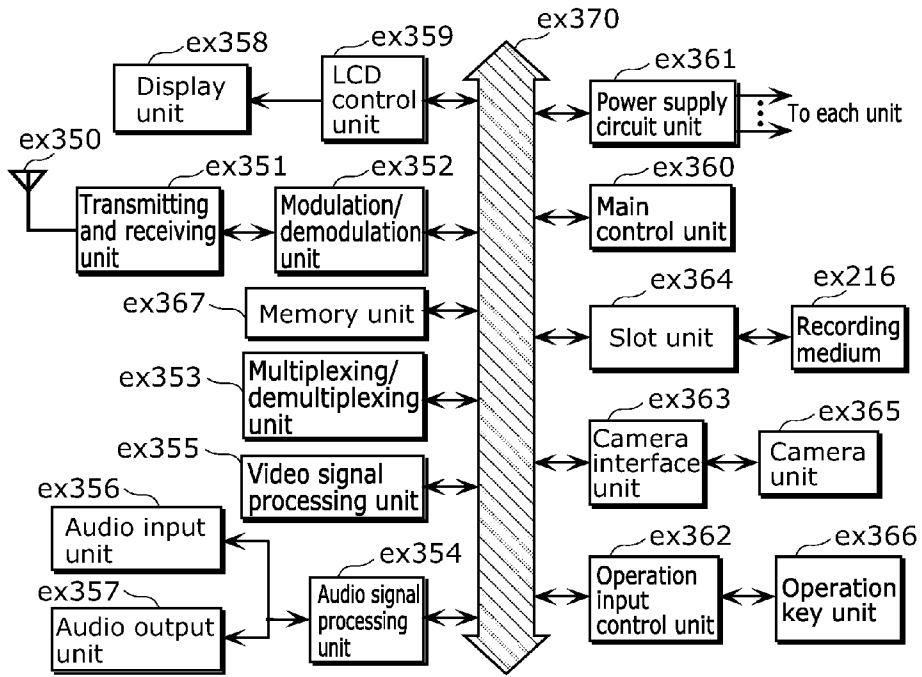 ex370
ex358
ex359
ex361
Display
unit
LCD
control
unit
Power supply
circuit unit
To each unit
ex350
ex351
ex352
ex360
Transmitting
and receiving
unit
Modulation/
demodulation
unit
Main
control unit
ex367
Memory unit
ex364
ex216
Slot unit
Recording
medium
ex353
Multiplexing/
demultiplexing
unit
ex363
ex365
Camera
interface
unit
Camera
unit
ex355
Video signal
processing unit
ex356
Audio input
unit
ex354
ex362
ex366
ex357
Audio output
unit
Audio signal
processing
unit
Operation
input
control unit
Operation
key unit